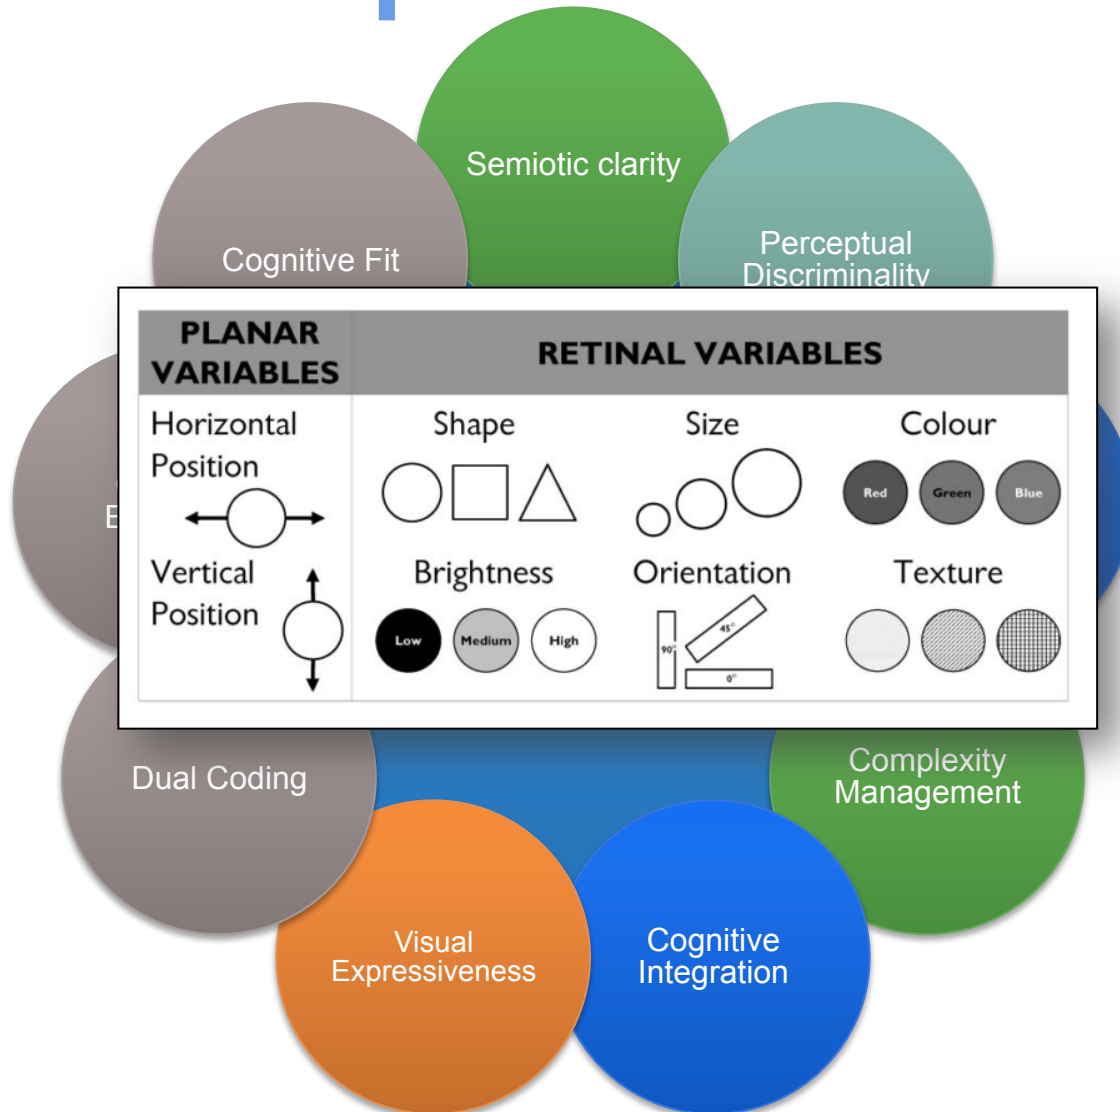 Semiotic clarity
Perceptual
Discriminality
Cognitive Fit
PLANAR
VARIABLES
RETINAL VARIABLES
Horizontal
Position
Vertical
Position
Shape
Size
Colour
Red
Green
Blue
Brightness
Orientation
Texture
Low
Medium
High
90°
45°
0°
Dual Coding
Complexity
Management
Visual
Expressiveness
Cognitive
Integration